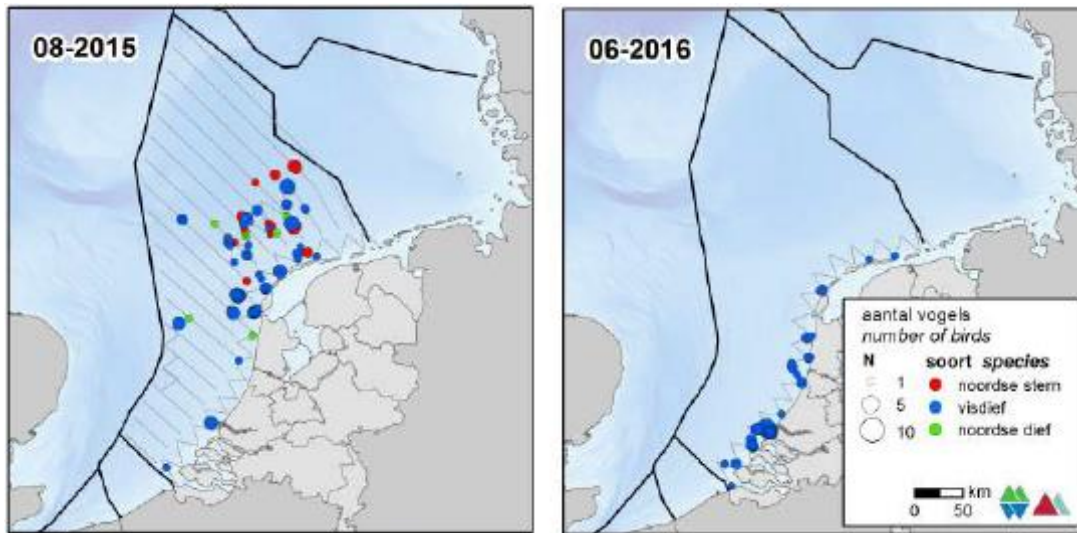 08-2015
06-2016
aantal vogels
number of birds
N soort species
1 noordse stern
5 visdief
10 noordse dief
km
0 50